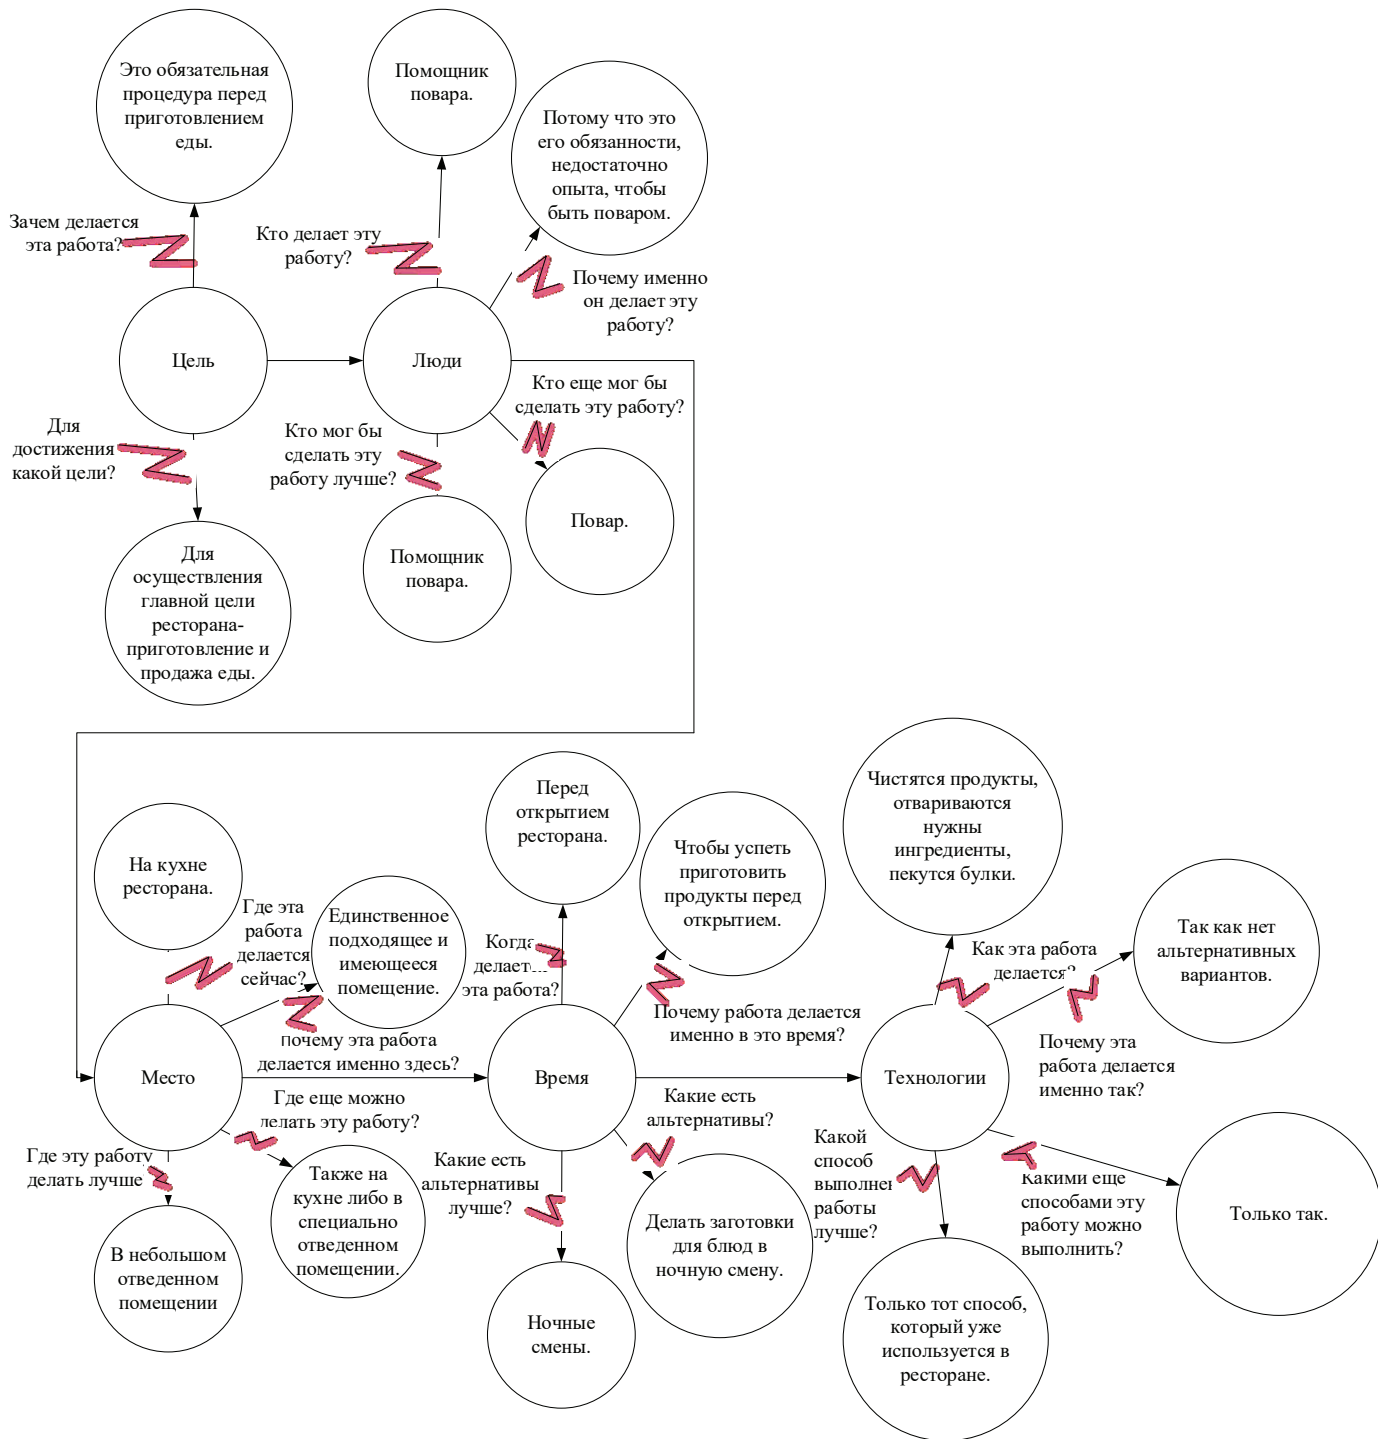 Это обязательная
процедура перед
приготовлением
еды.
Помощник
повара.
Потому что это
его обязанности,
недостаточно
опыта, чтобы
быть поваром.
Зачем делается
эта работа?
Кто делает эту
работу?
Почему именно
он делает эту
работу?
Цель
Люди
Кто еще мог бы
сделать эту работу?
Для
достижения
какой цели?
Кто мог бы
сделать эту
работу лучше?
Повар.
Помощник
повара.
Для
осуществления
главной цели
ресторана-
приготовление и
продажа еды.
Перед
открытием
ресторана.
Чистятся продукты,
отвариваются
нужны
ингредиенты,
пекутся булки.
На кухне
ресторана.
Чтобы успеть
приготовить
продукты перед
открытием.
Где эта
работа
делается
сейчас?
Единственное
подходящее и
имеющееся
помещение.
Когда
делает
эта работа?
Как эта работа
делается?
Так как нет
альтернативных
вариантов.
Почему работа делается
именно в это время?
Почему эта работа
делается именно здесь?
Почему эта
работа делается
именно так?
Место
Время
Технологии
Где еще можно
делать эту работу?
Какие есть
альтернативы?
Где эту работу
делать лучше
Какие есть
альтернативы
лучше?
Какой
способ
выполнен
работы
лучше?
Какими еще
способами эту
работу можно
выполнить?
Также на
кухне либо в
специально
отведенном
помещении.
Делать заготовки
для блюд в
ночную смену.
Только так.
В небольшом
отведенном
помещении
Ночные
смены.
Только тот способ,
который уже
используется в
ресторане.